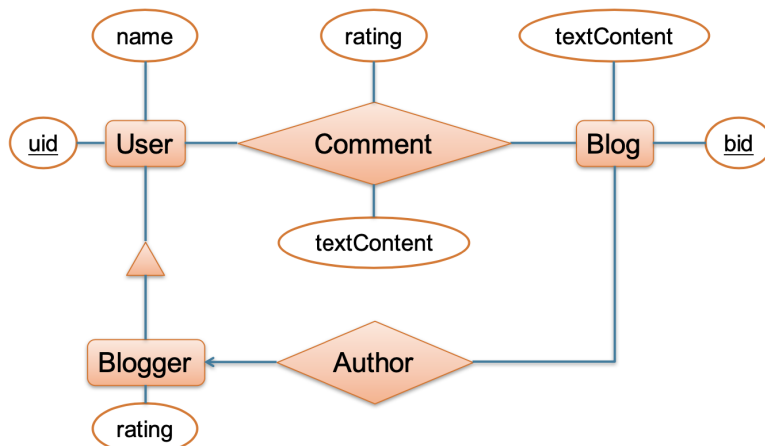 name
rating
textContent
uid
User
Comment
Blog
bid
textContent
Blogger
Author
rating